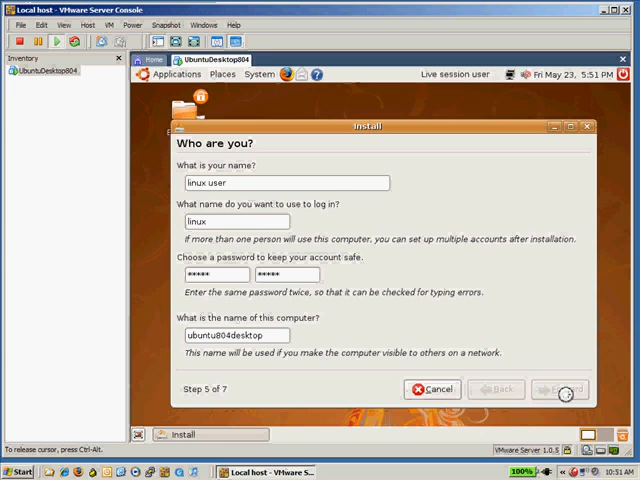 Local host - VMware Server Console
File Edit View Host VM Power Snapshot Windows Help
Inventory
Home UbuntuDesktop804
UbuntuDesktop804
Applications Places System Live session user Fri May 23, 5:51 PM
Install
Who are you?
What is your name?
linux user
What name do you want to use to log in?
linux
If more than one person will use this computer, you can set up multiple accounts after installation.
Choose a password to keep your account safe.
***** *****
Enter the same password twice, so that it can be checked for typing errors.
What is the name of this computer?
ubuntu804desktop
This name will be used if you make the computer visible to others on a network.
Step 5 of 7 Cancel Back
Install
To release cursor, press Ctrl-Alt. VMware Server 1.0.5
Start Local host - VMware S... 100% 10:51 AM